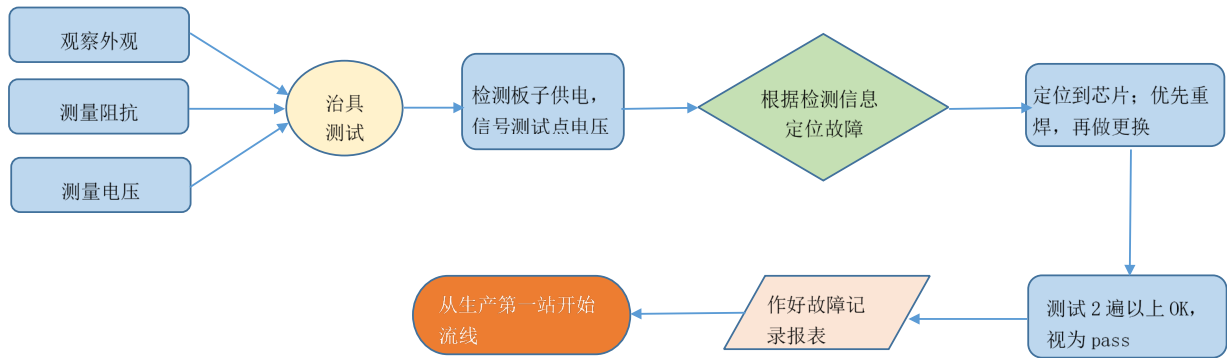 观察外观
测量阻抗
测量电压
治具
测试
检测板子供电，
信号测试点电压
根据检测信息
定位故障
定位到芯片；优先重
焊，再做更换
测试 2 遍以上 OK，
视为 pass
作好故障记
录报表
从生产第一站开始
流线